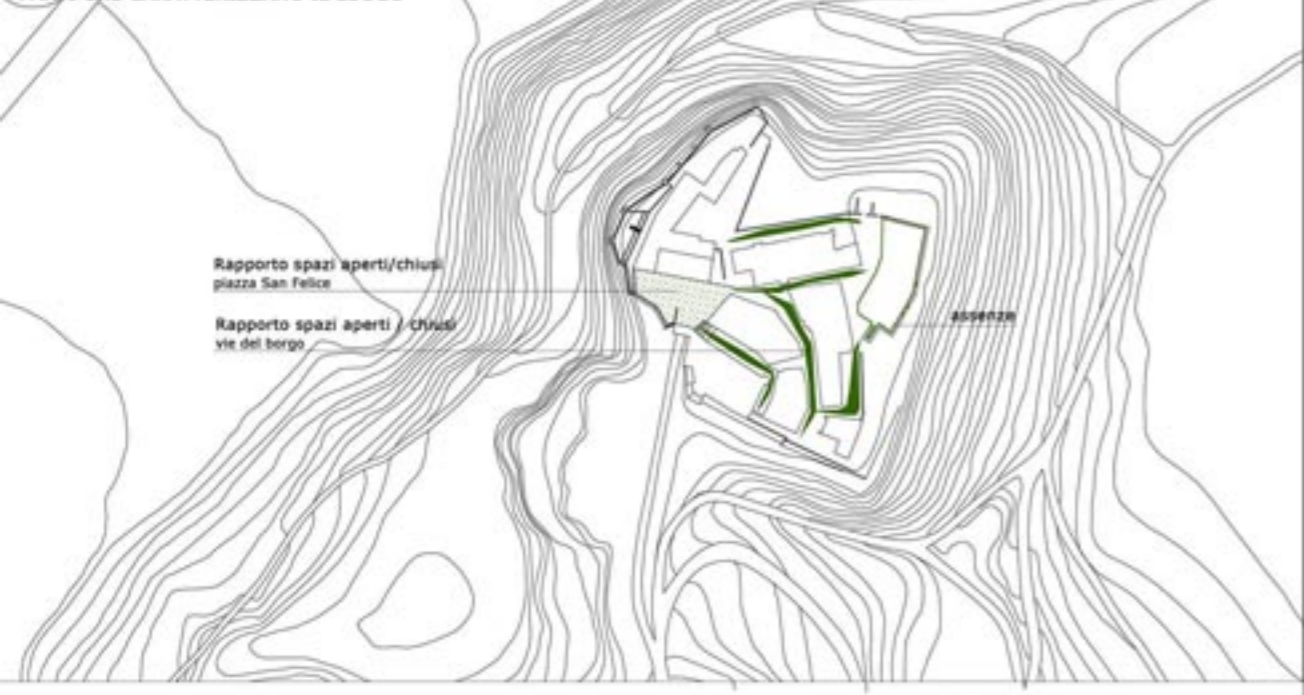 Rapporto spazi aperti/chiusi
piazza San Felice
Rapporto spazi aperti / chiusi
vie del borgo
assenze